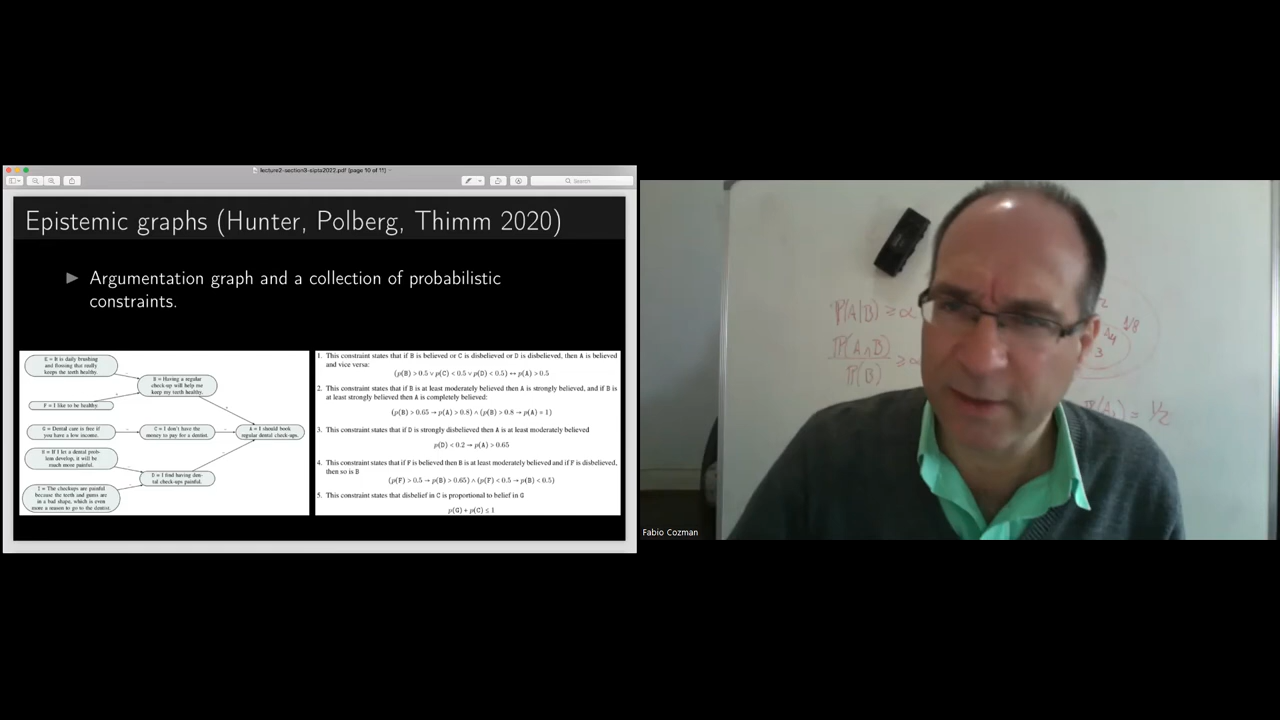 lecture2-section3-sipta2022.pdf (page 10 of 11)
Search
Epistemic graphs (Hunter, Polberg, Thimm 2020)
Argumentation graph and a collection of probabilistic
constraints.
E = It is daily brushing
and flossing that really
keeps the teeth healthy.
B = Having a regular
check-up will help me
keep my teeth healthy.
F = I like to be healthy.
G = Dental care is free if
you have a low income.
C = I don't have the
money to pay for a dentist.
A = I should book
regular dental check-ups.
H = If I let a dental prob-
lem develop, it will be
much more painful.
D = I find having den-
tal check-ups painful.
I = The checkups are painful
because the teeth and gums are
in a bad shape, which is even
more a reason to go to the dentist.
1. This constraint states that if B is believed or C is disbelieved or D is disbelieved, then A is believed
and vice versa:
(p(B) > 0.5 ∨ p(C) < 0.5 ∨ p(D) < 0.5) ↔ p(A) > 0.5
2. This constraint states that if B is at least moderately believed then A is strongly believed, and if B is
at least strongly believed then A is completely believed:
(p(B) > 0.65 → p(A) > 0.8) ∧ (p(B) > 0.8 → p(A) = 1)
3. This constraint states that if D is strongly disbelieved then A is at least moderately believed
p(D) < 0.2 → p(A) > 0.65
4. This constraint states that if F is believed then B is at least moderately believed and if F is disbelieved,
then so is B
(p(F) > 0.5 → p(B) > 0.65) ∧ (p(F) < 0.5 → p(B) < 0.5)
5. This constraint states that disbelief in C is proportional to belief in G
p(G) + p(C) ≤ 1
P(A|B) ≥ α
P(A∩B) ≥ α
P(B)
1/8
3
= 1/2
Fabio Cozman